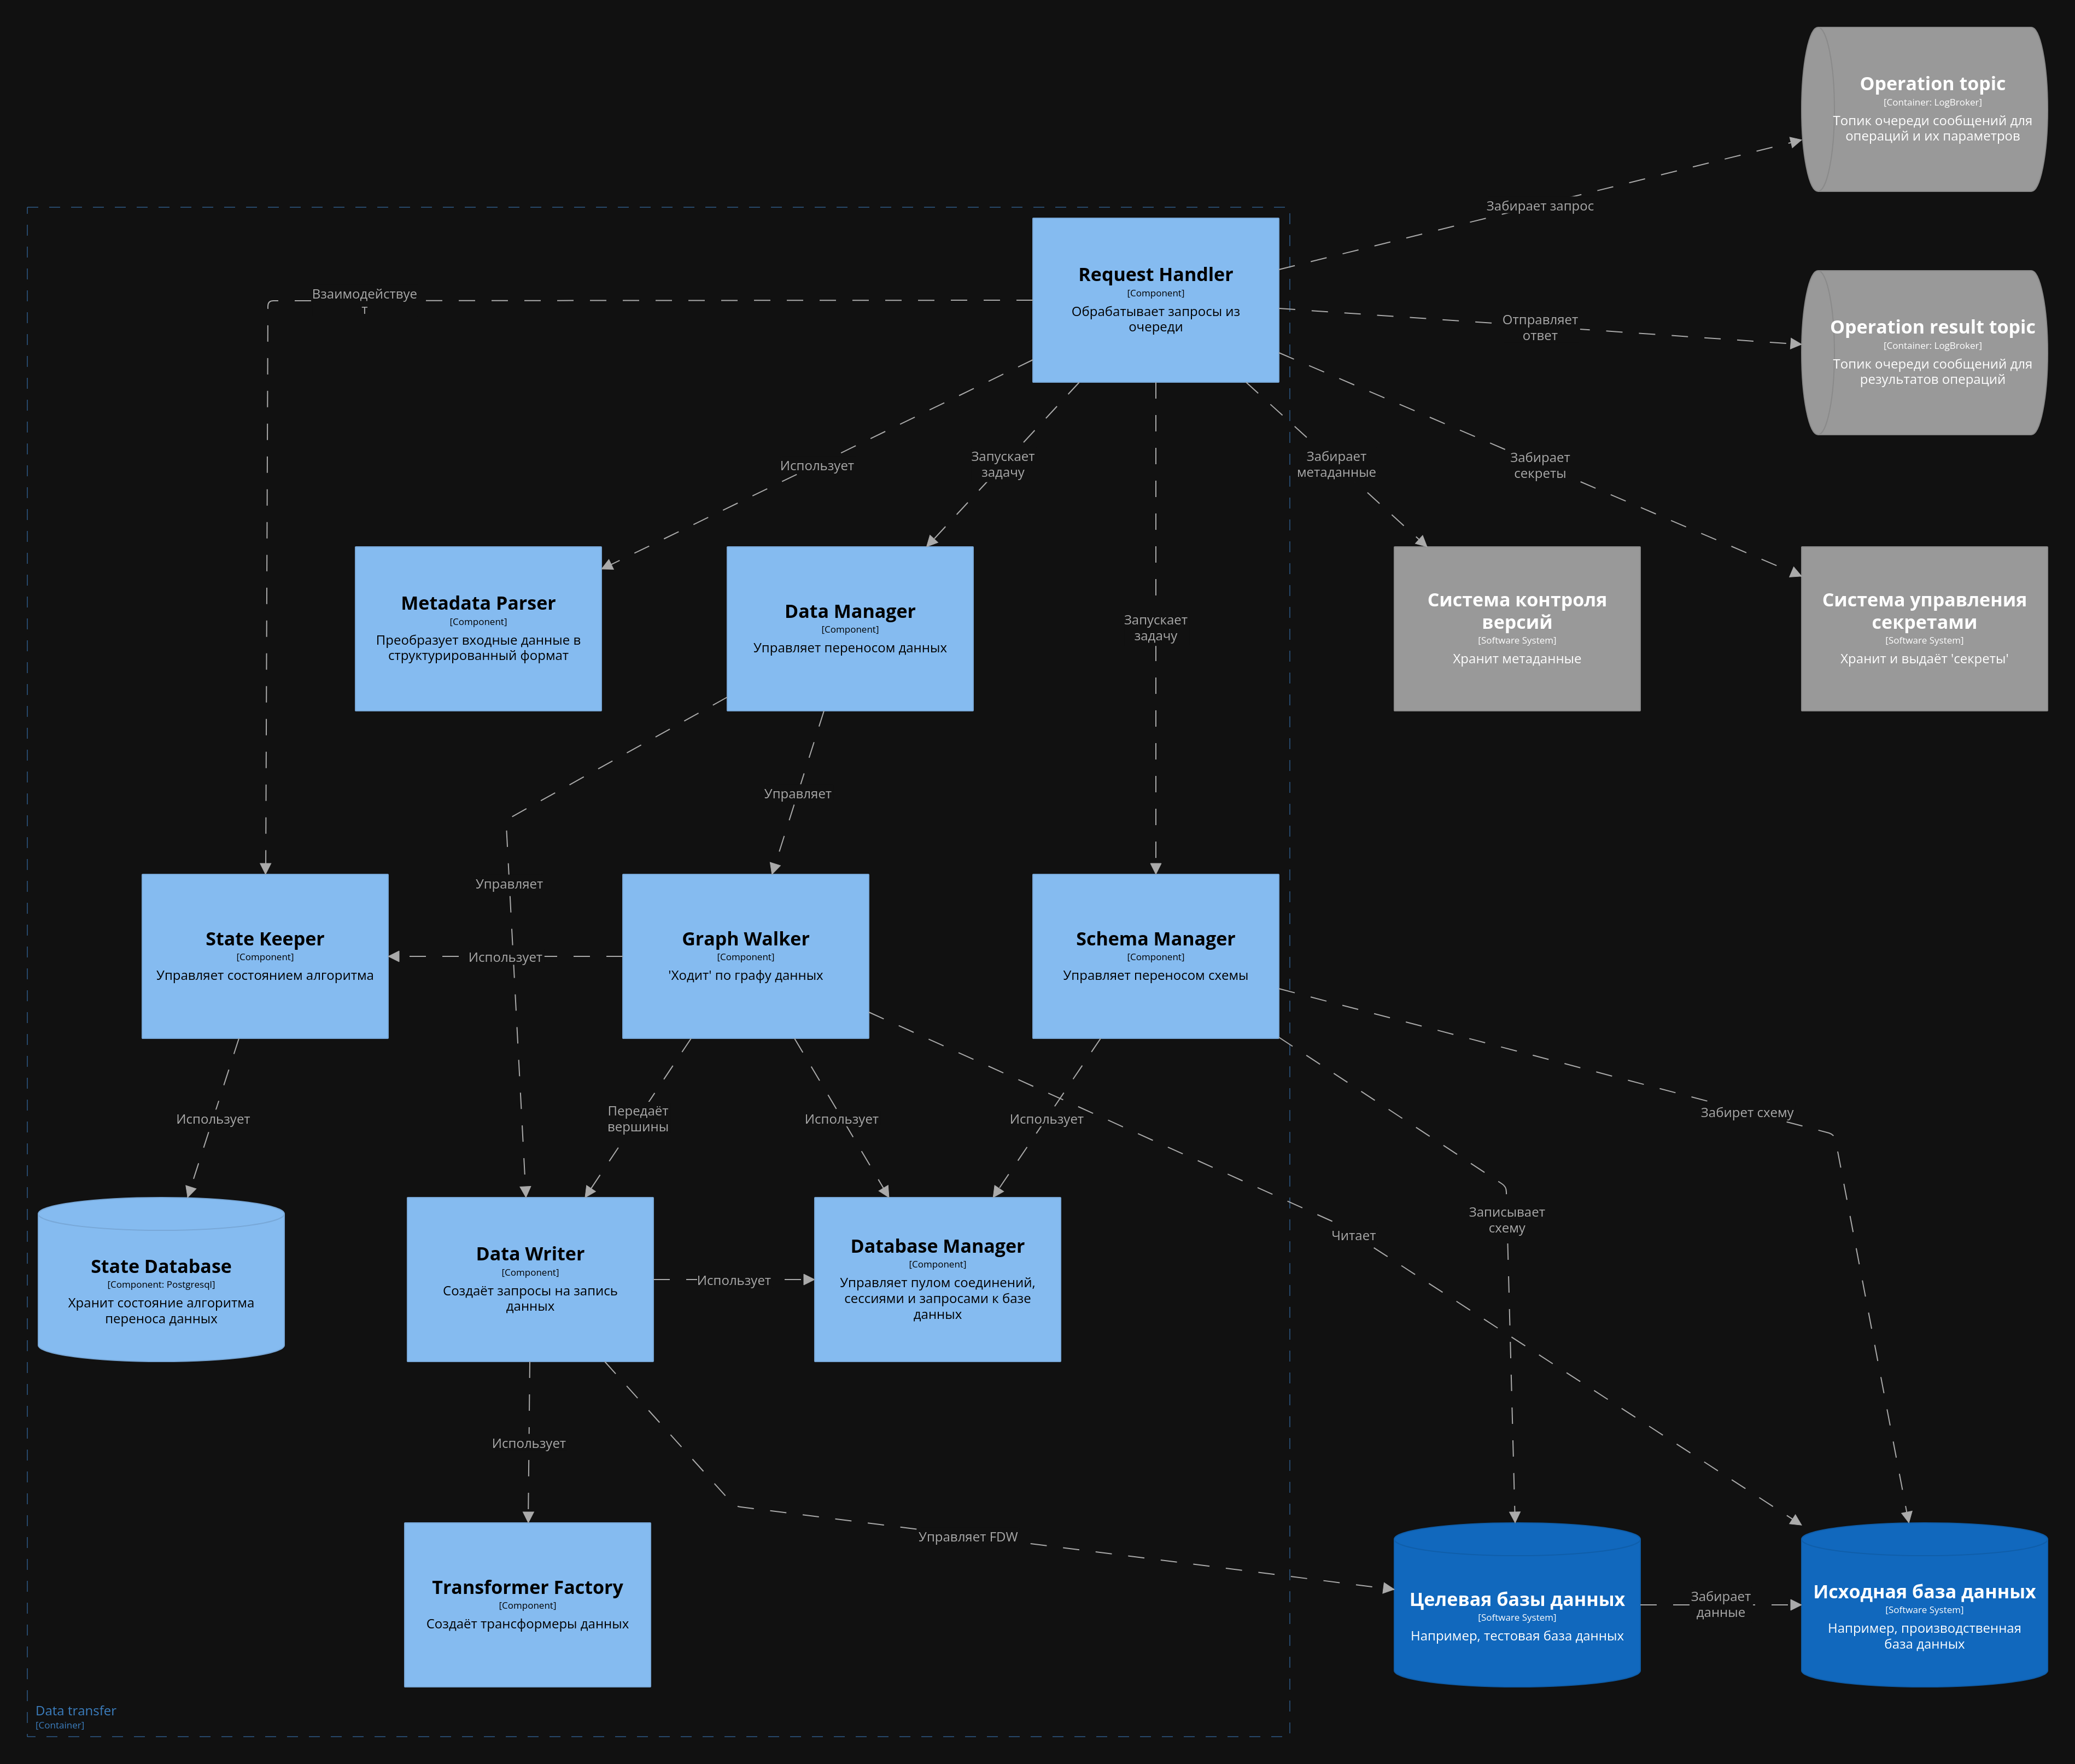 Operation topic
[Container: LogBroker]
Топик очереди сообщений для
операций и их параметров
Забирает запрос
Request Handler
[Component]
Обрабатывает запросы из
очереди
Взаимодействуе
т
Отправляет
ответ
Operation result topic
[Container: LogBroker]
Топик очереди сообщений для
результатов операций
Использует
Запускает
задачу
Забирает
метаданные
Забирает
секреты
Metadata Parser
[Component]
Преобразует входные данные в
структурированный формат
Data Manager
[Component]
Управляет переносом данных
Запускает
задачу
Система контроля
версий
[Software System]
Хранит метаданные
Система управления
секретами
[Software System]
Хранит и выдаёт 'секреты'
Управляет
Управляет
State Keeper
[Component]
Управляет состоянием алгоритма
Использует
Graph Walker
[Component]
'Ходит' по графу данных
Schema Manager
[Component]
Управляет переносом схемы
Использует
Передаёт
вершины
Использует
Использует
Забирет схему
Записывает
схему
Читает
State Database
[Component: Postgresql]
Хранит состояние алгоритма
переноса данных
Data Writer
[Component]
Создаёт запросы на запись
данных
Использует
Database Manager
[Component]
Управляет пулом соединений,
сессиями и запросами к базе
данных
Использует
Управляет FDW
Transformer Factory
[Component]
Создаёт трансформеры данных
Целевая базы данных
[Software System]
Например, тестовая база данных
Забирает
данные
Исходная база данных
[Software System]
Например, производственная
база данных
Data transfer
[Container]